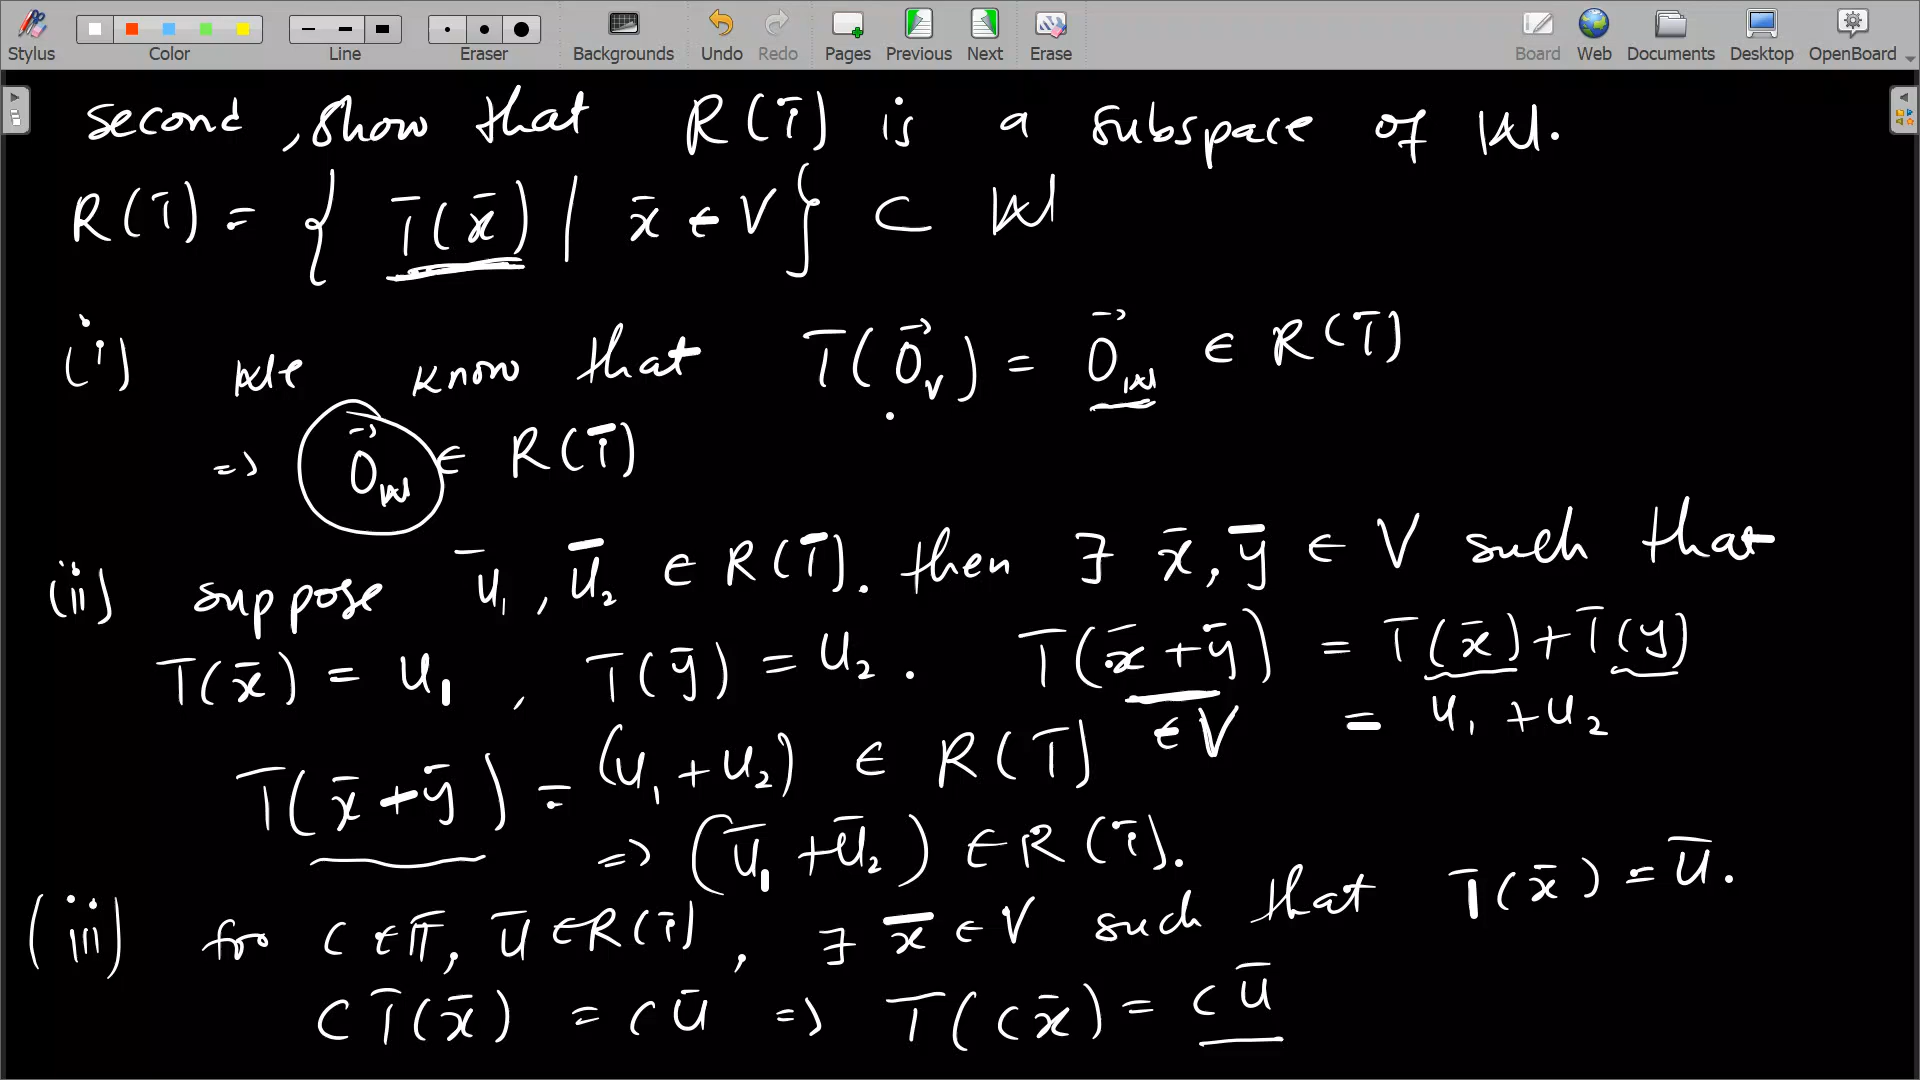 Stylus Color Line Eraser Backgrounds Undo Redo Pages Previous Next Erase Board Web Documents Desktop OpenBoard
second, show that R(T) is a subspace of W.
R(T) = { T(x̄) | x̄ ∈ V } ⊂ W
(i) We know that T(0⃗_V) = 0⃗_W ∈ R(T)
=> 0⃗_W ∈ R(T)
(ii) suppose ū₁, ū₂ ∈ R(T). then ∃ x̄, ȳ ∈ V such that
T(x̄) = u₁, T(ȳ) = u₂. T(x̄+ȳ) = T(x̄)+T(y)
∈ V = u₁ + u₂
T(x̄+ȳ) = (u₁+u₂) ∈ R(T)
=> (ū₁+ū₂) ∈ R(T).
(iii) for C ∈ F, ū ∈ R(T), ∃ x̄ ∈ V such that T(x̄) = ū.
C T(x̄) = c ū => T(c x̄) = c ū